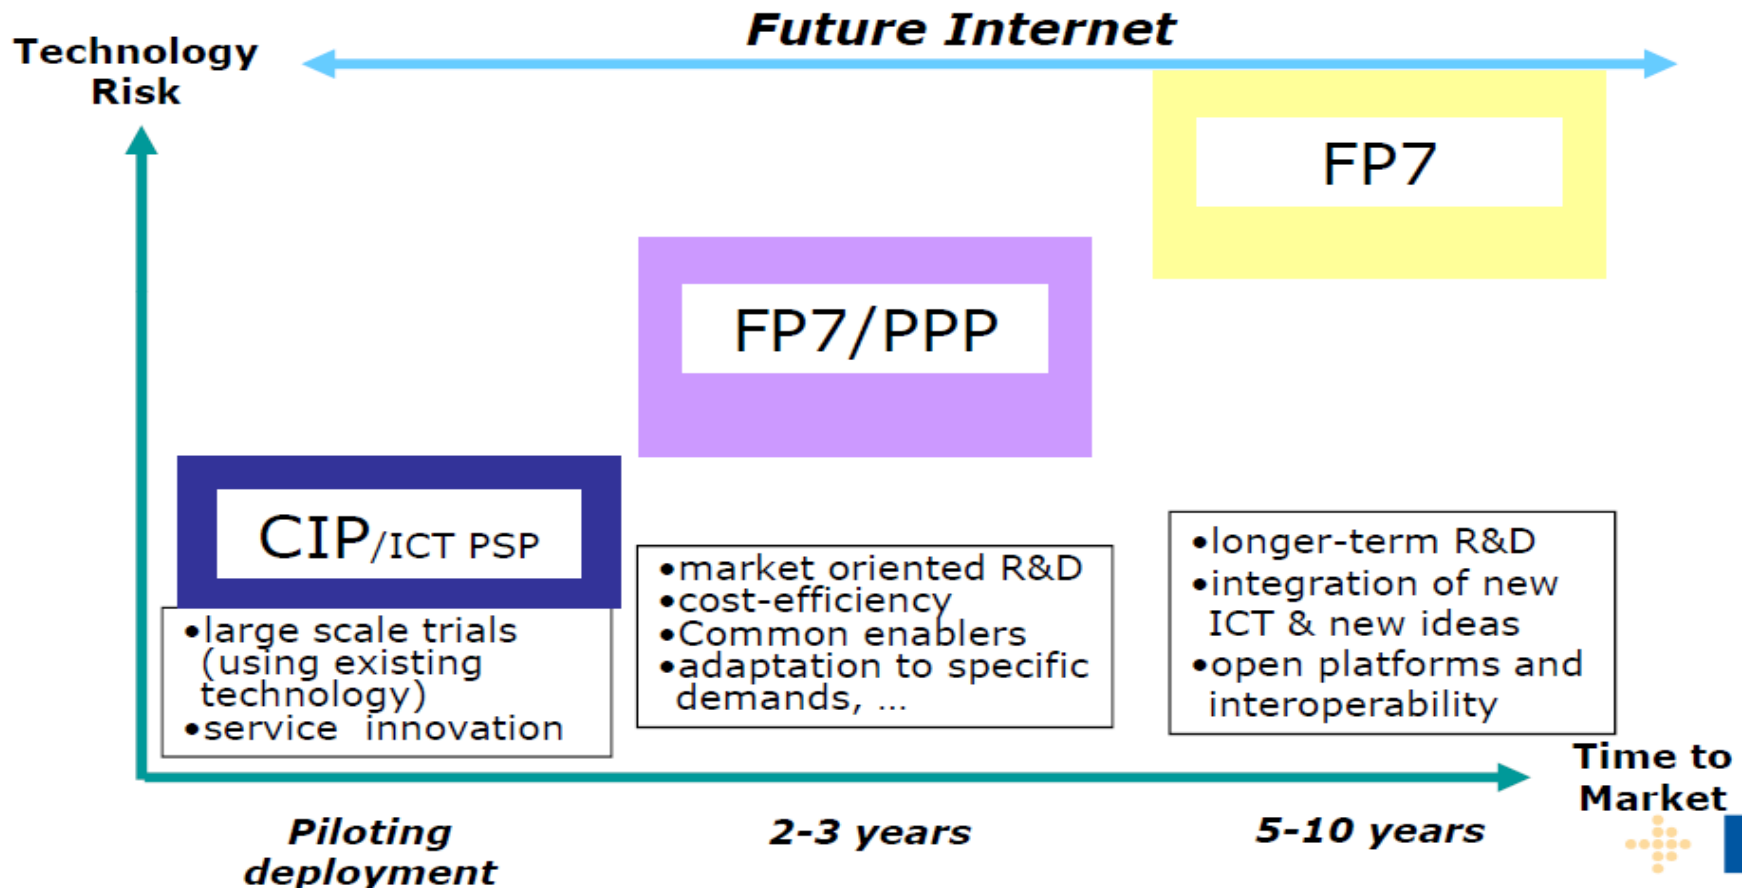 Future Internet
Technology
Risk
FP7
FP7/PPP
CIP/ICT PSP
•large scale trials
(using existing
technology)
•service innovation
•market oriented R&D
•cost-efficiency
•Common enablers
•adaptation to specific
demands, ...
•longer-term R&D
•integration of new
ICT & new ideas
•open platforms and
interoperability
Time to
Market
Piloting
deployment
2-3 years
5-10 years